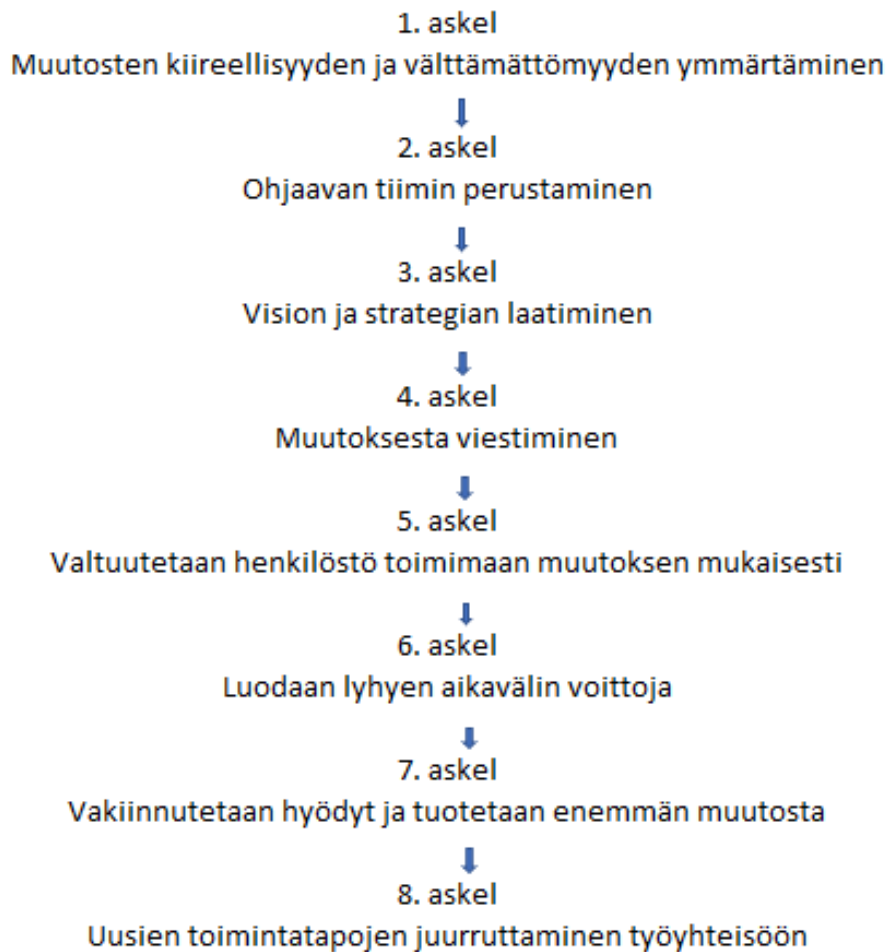 1. askel
Muutosten kiireellisyyden ja välttämättömyyden ymmärtäminen
2. askel
Ohjaavan tiimin perustaminen
3. askel
Vision ja strategian laatiminen
4. askel
Muutoksesta viestiminen
5. askel
Valtuutetaan henkilöstö toimimaan muutoksen mukaisesti
6. askel
Luodaan lyhyen aikavälin voittoja
7. askel
Vakiinnutetaan hyödyt ja tuotetaan enemmän muutosta
8. askel
Uusien toimintatapojen juurruttaminen työyhteisöön